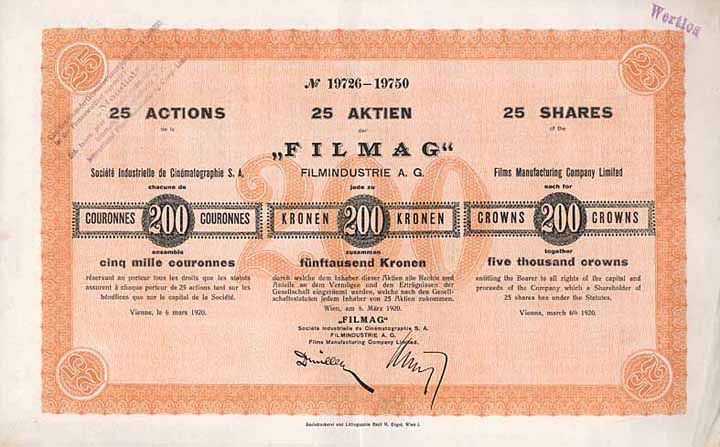 Wertlos
25
25
№ 19726-19750
25 ACTIONS
de la
Société Industrielle de Cinématographie S. A.
chacune de
COURONNES 200 COURONNES
ensemble
cinq mille couronnes
réservant au porteur tous les droits que les statuts
assurent à chaque porteur de 25 actions tant sur les
bénéfices que sur le capital de la Société.
Vienne, le 6 mars 1920.
25 AKTIEN
der
„FILMAG“
FILMINDUSTRIE A. G.
jede zu
KRONEN 200 KRONEN
zusammen
fünftausend Kronen
durch welche dem Inhaber dieser Aktien alle Rechte und
Anteile an dem Vermögen und den Erträgnissen der
Gesellschaft eingeräumt werden, welche nach den Gesell-
schaftsstatuten jedem Inhaber von 25 Aktien zukommen.
Wien, am 6. März 1920.
„FILMAG“
Société Industrielle de Cinématographie S. A.
FILMINDUSTRIE A. G.
Films Manufacturing Company Limited.
25 SHARES
of the
Films Manufacturing Company Limited
each for
CROWNS 200 CROWNS
together
five thousand crowns
entitling the Bearer to all rights of the capital and
proceeds of the Company which a Shareholder of
25 shares has under the Statutes.
Vienna, march 6th 1920.
200
25
25